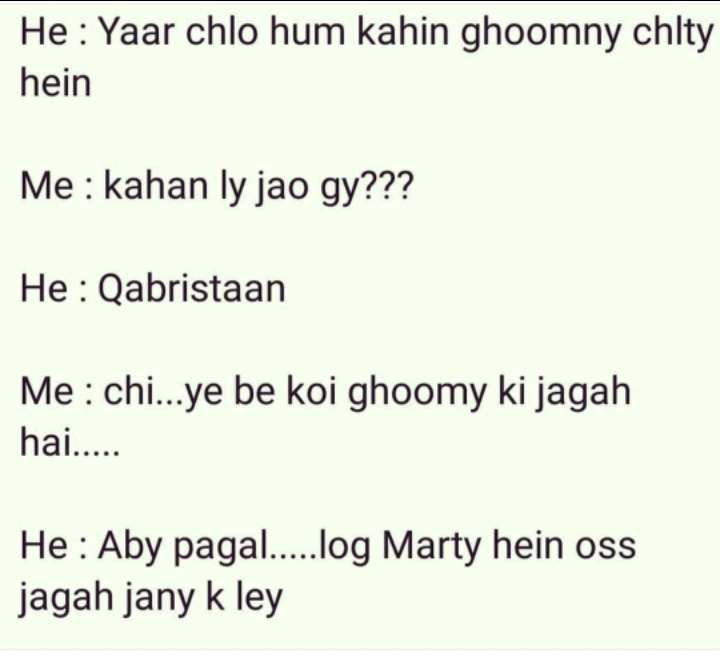 He : Yaar chlo hum kahin ghoomny chlty
hein
Me : kahan ly jao gy???
He : Qabristaan
Me : chi...ye be koi ghoomy ki jagah
hai.....
He : Aby pagal.....log Marty hein oss
jagah jany k ley